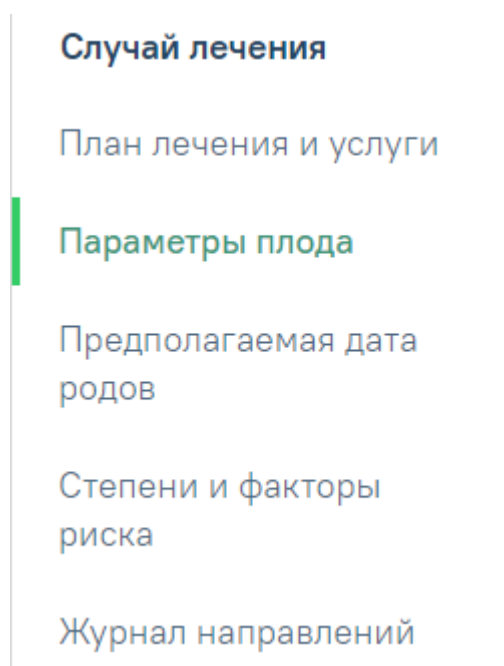 Случай лечения
План лечения и услуги
Параметры плода
Предполагаемая дата
родов
Степени и факторы
риска
Журнал направлений